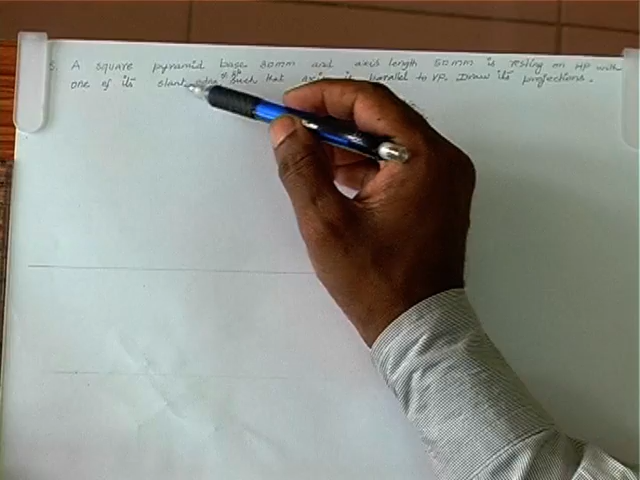 5. A square pyramid base 30mm and axis length 50mm is resting on HP with
one of its slant edge such that axis is parallel to VP. Draw its projections.